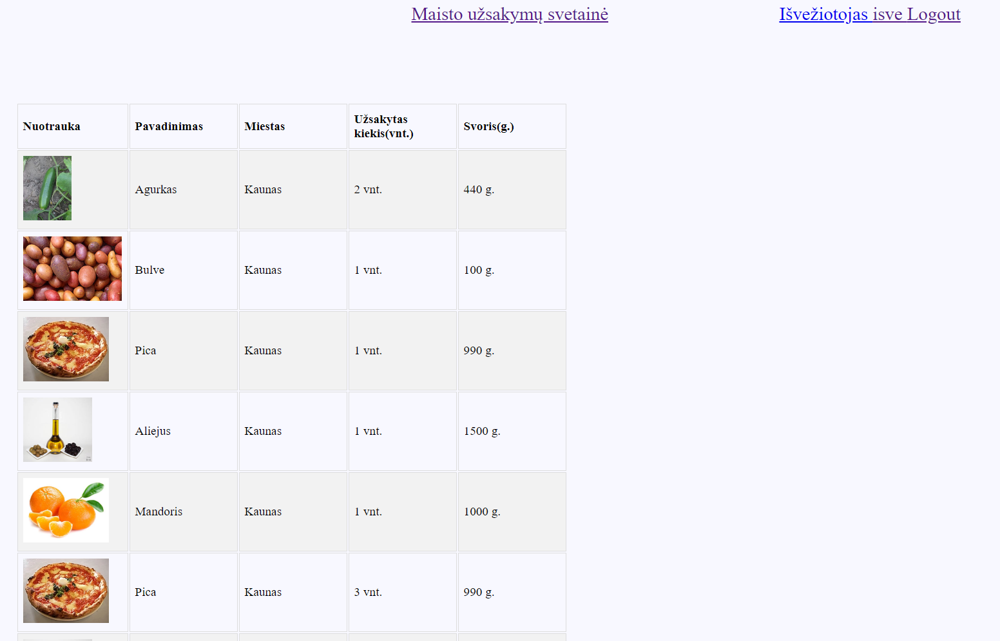 Maisto užsakymų svetainė
Išvežiotojas isve Logout
Nuotrauka Pavadinimas Miestas Užsakytas kiekis(vnt.) Svoris(g.)
Agurkas Kaunas 2 vnt. 440 g.
Bulve Kaunas 1 vnt. 100 g.
Pica Kaunas 1 vnt. 990 g.
Aliejus Kaunas 1 vnt. 1500 g.
Mandoris Kaunas 1 vnt. 1000 g.
Pica Kaunas 3 vnt. 990 g.